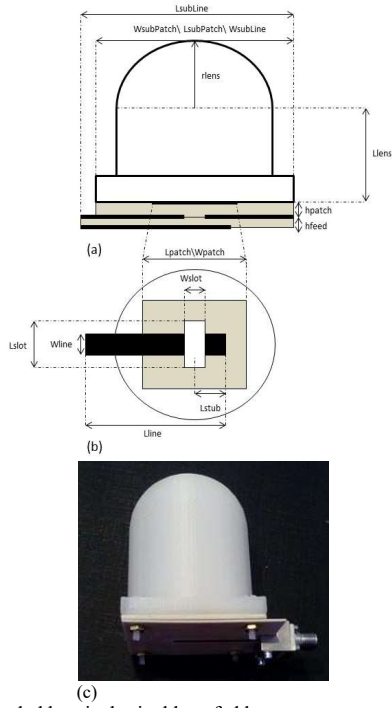 LsubLine
WsubPatch\ LsubPatch\ WsubLine
rlens
Llens
hpatch
hfeed
(a)
Lpatch\Wpatch
Wslot
Lslot
Wline
Lstub
Lline
(b)
(c)